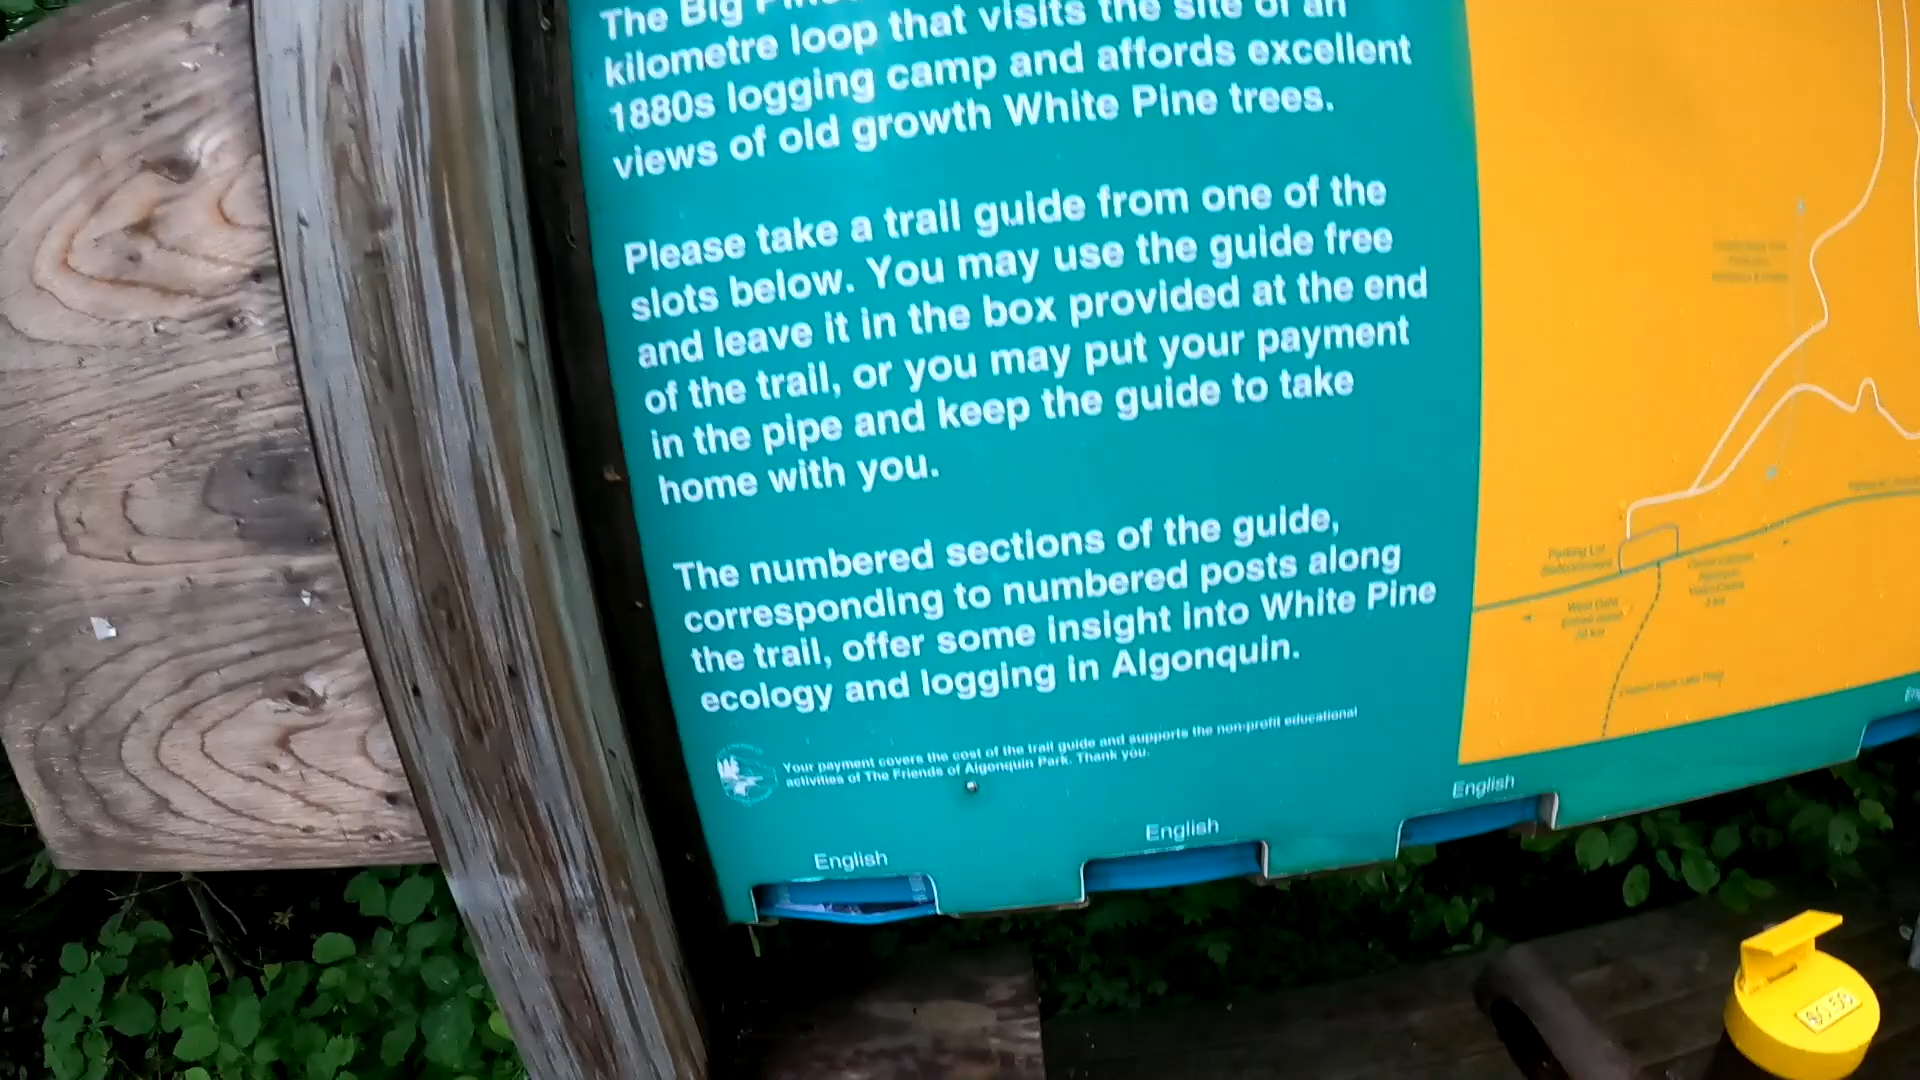 The Big
kilometre loop that visits the site of an
1880s logging camp and affords excellent
views of old growth White Pine trees.
Please take a trail guide from one of the
slots below. You may use the guide free
and leave it in the box provided at the end
of the trail, or you may put your payment
in the pipe and keep the guide to take
home with you.
The numbered sections of the guide,
corresponding to numbered posts along
the trail, offer some insight into White Pine
ecology and logging in Algonquin.
Your payment covers the cost of the trail guide and supports the non-profit educational
activities of The Friends of Algonquin Park. Thank you.
English
English
English
Parking Lot
West Gate